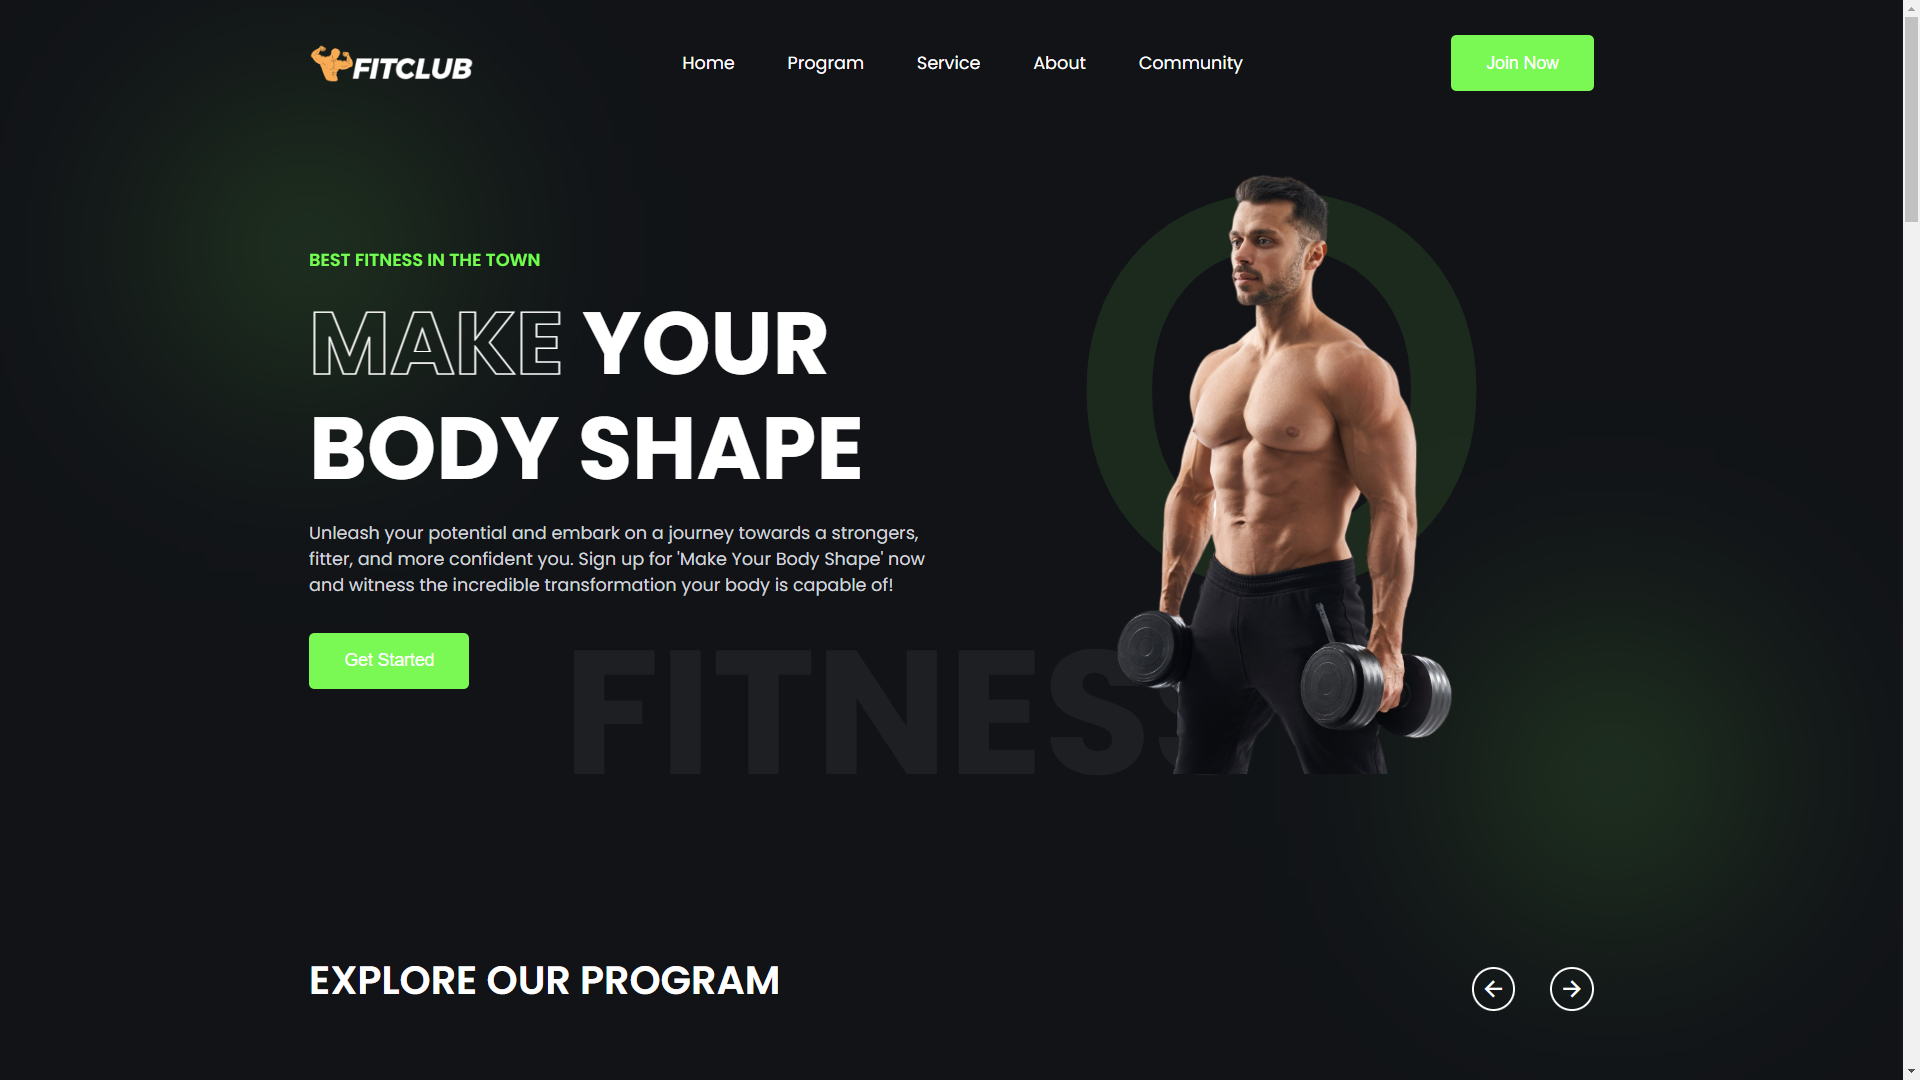 FITCLUB
Home
Program
Service
About
Community
Join Now
BEST FITNESS IN THE TOWN
MAKE YOUR
BODY SHAPE
Unleash your potential and embark on a journey towards a strongers,
fitter, and more confident you. Sign up for 'Make Your Body Shape' now
and witness the incredible transformation your body is capable of!
Get Started
FITNESS
EXPLORE OUR PROGRAM